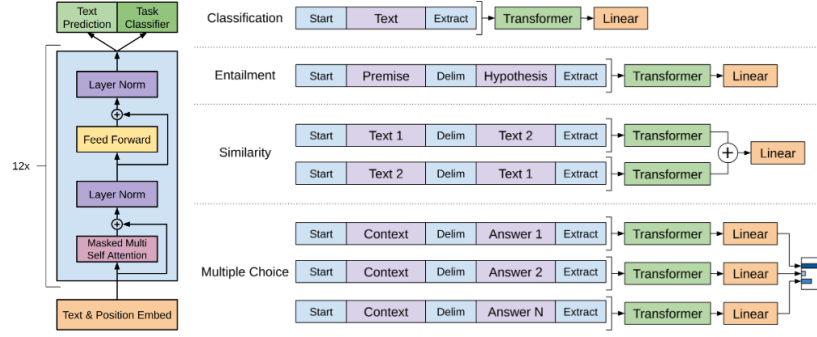 Text
Prediction
Task
Classifier
Layer Norm
+
Feed Forward
12x
Layer Norm
+
Masked Multi
Self Attention
Text & Position Embed
Classification
Start Text Extract Transformer Linear
Entailment
Start Premise Delim Hypothesis Extract Transformer Linear
Similarity
Start Text 1 Delim Text 2 Extract Transformer
+ Linear
Start Text 2 Delim Text 1 Extract Transformer
Multiple Choice
Start Context Delim Answer 1 Extract Transformer Linear
Start Context Delim Answer 2 Extract Transformer Linear
Start Context Delim Answer N Extract Transformer Linear